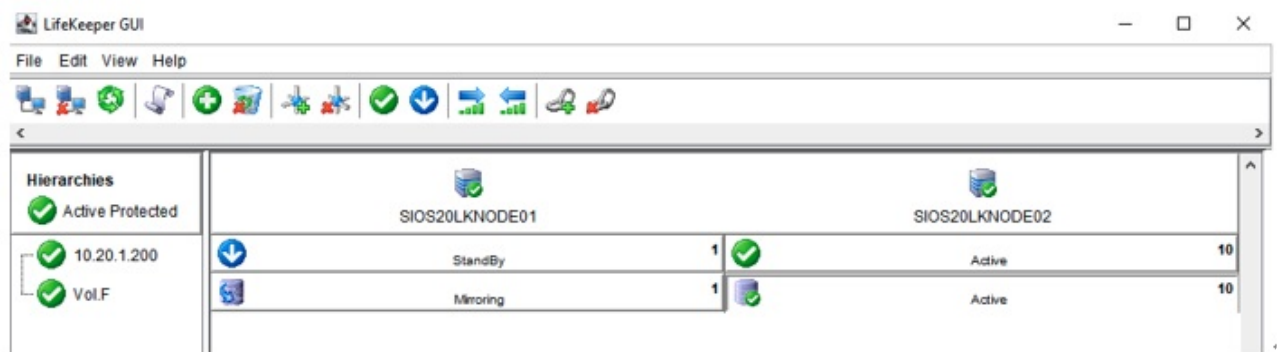 LifeKeeper GUI
File Edit View Help
Hierarchies
Active Protected
SIOS20LKNODE01 SIOS20LKNODE02
10.20.1.200 StandBy 1 Active 10
Vol.F Mirroring 1 Active 10